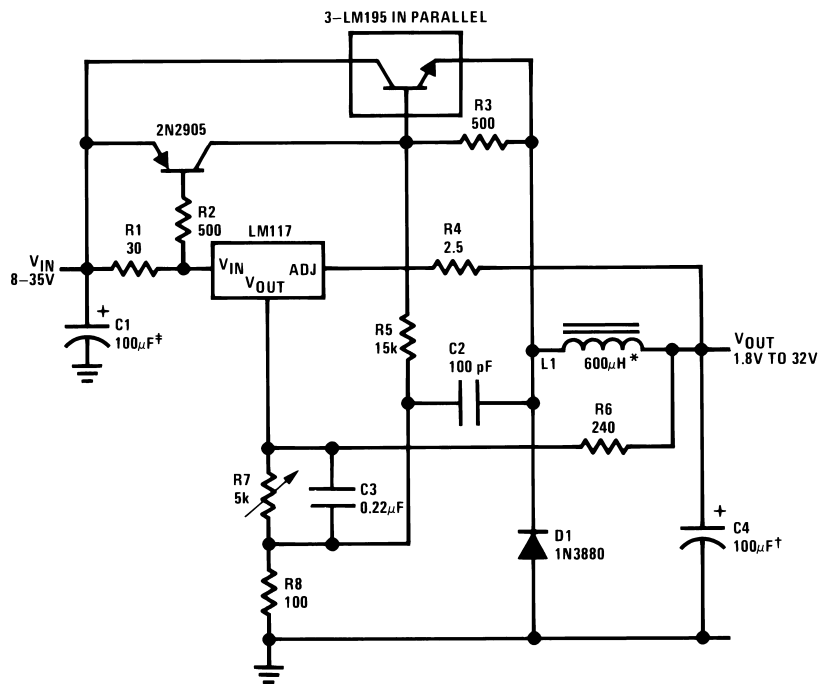 3–LM195 IN PARALLEL
2N2905
R3
500
R1
30
R2
500
LM117
R4
2.5
VIN
8–35V
VIN
ADJ
VOUT
C1
100µF‡
+
R5
15k
C2
100 pF
L1
600µH*
VOUT
1.8V TO 32V
R6
240
R7
5k
C3
0.22µF
D1
1N3880
+
C4
100µF†
R8
100